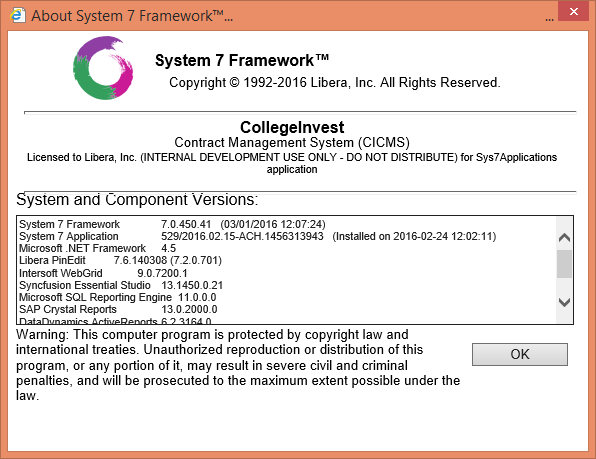 About System 7 Framework™...
...
System 7 Framework™
Copyright © 1992-2016 Libera, Inc. All Rights Reserved.
CollegeInvest
Contract Management System (CICMS)
Licensed to Libera, Inc. (INTERNAL DEVELOPMENT USE ONLY - DO NOT DISTRIBUTE) for Sys7Applications
application
System and Component Versions:
System 7 Framework 7.0.450.41 (03/01/2016 12:07:24)
System 7 Application 529/2016.02.15-ACH.1456313943 (Installed on 2016-02-24 12:02:11)
Microsoft .NET Framework 4.5
Libera PinEdit 7.6.140308 (7.2.0.701)
Intersoft WebGrid 9.0.7200.1
Syncfusion Essential Studio 13.1450.0.21
Microsoft SQL Reporting Engine 11.0.0.0
SAP Crystal Reports 13.0.2000.0
DataDynamics ActiveReports 6.2.3164.0
Warning: This computer program is protected by copyright law and
international treaties. Unauthorized reproduction or distribution of this
program, or any portion of it, may result in severe civil and criminal
penalties, and will be prosecuted to the maximum extent possible under the
law.
OK